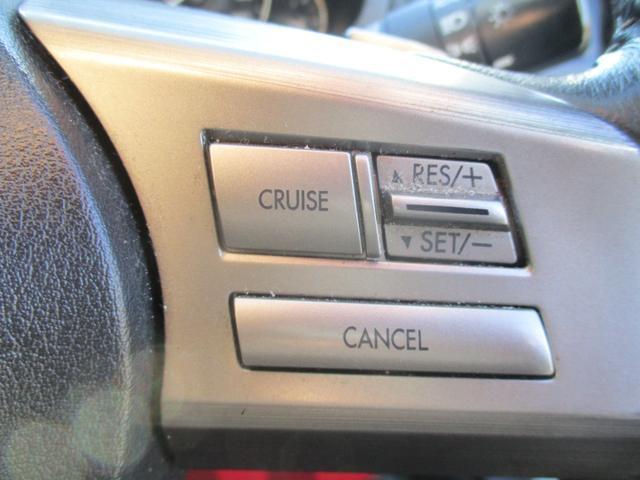 CRUISE
▲ RES/+
▼ SET/−
CANCEL